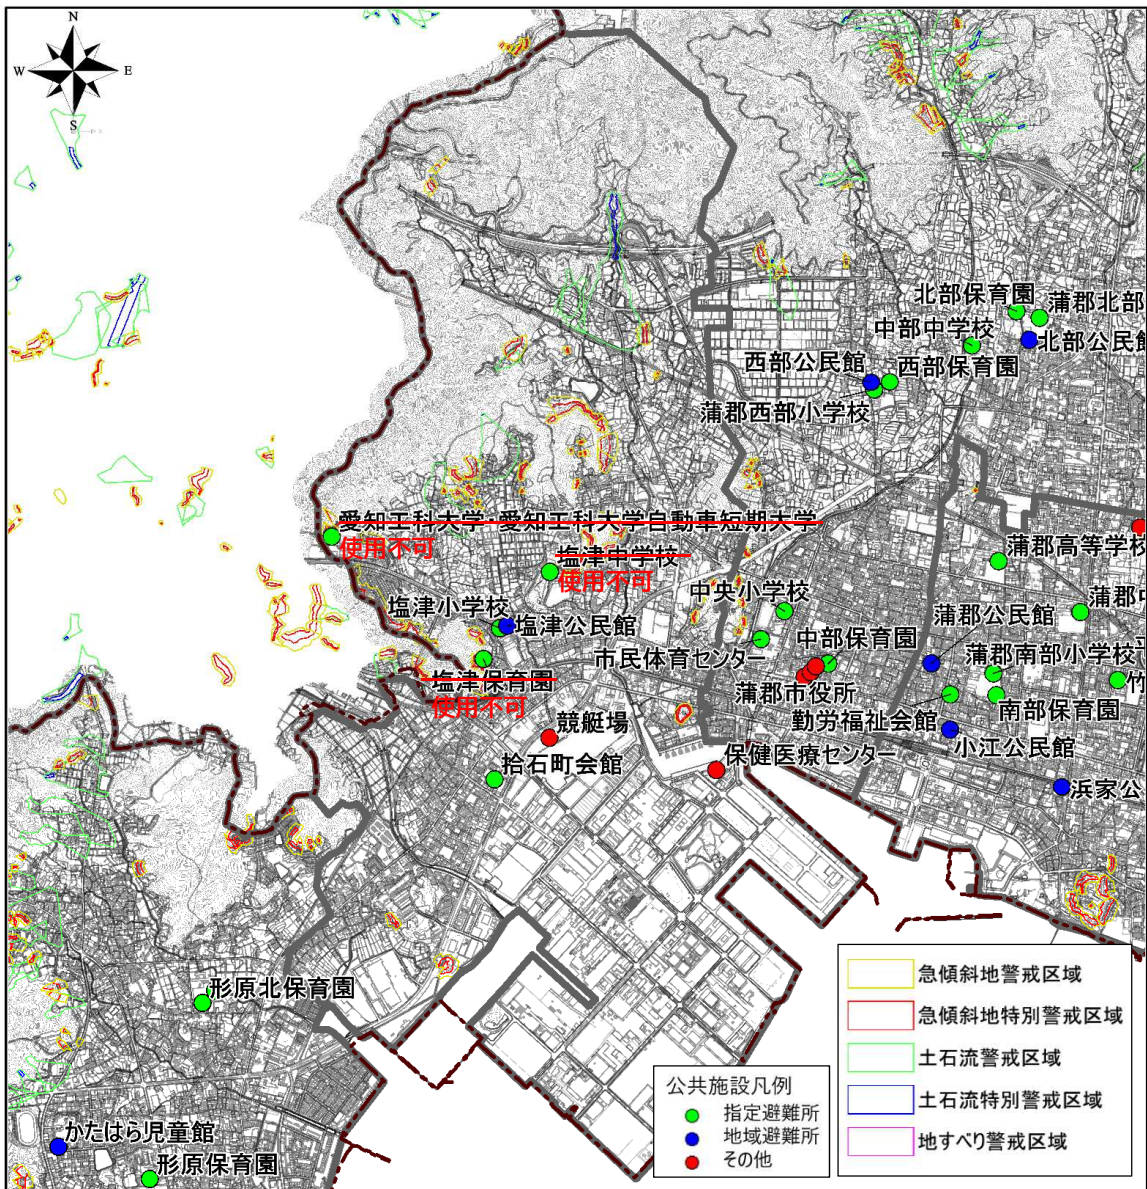 N
W
E
S
北部保育園
蒲郡北部
中部中学校
北部公民館
西部公民館
西部保育園
蒲郡西部小学校
愛知工科大学・愛知工科大学自動車短期大学
使用不可
塩津中学校
使用不可
蒲郡高等学校
中央小学校
蒲郡公民館
蒲郡中
塩津小学校
塩津公民館
中部保育園
市民体育センター
蒲郡南部小学校
竹
塩津保育園
使用不可
蒲郡市役所
勤労福祉会館
南部保育園
競艇場
小江公民館
保健医療センター
拾石町会館
浜家公
形原北保育園
かたはら児童館
形原保育園
公共施設凡例
指定避難所
地域避難所
その他
急傾斜地警戒区域
急傾斜地特別警戒区域
土石流警戒区域
土石流特別警戒区域
地すべり警戒区域